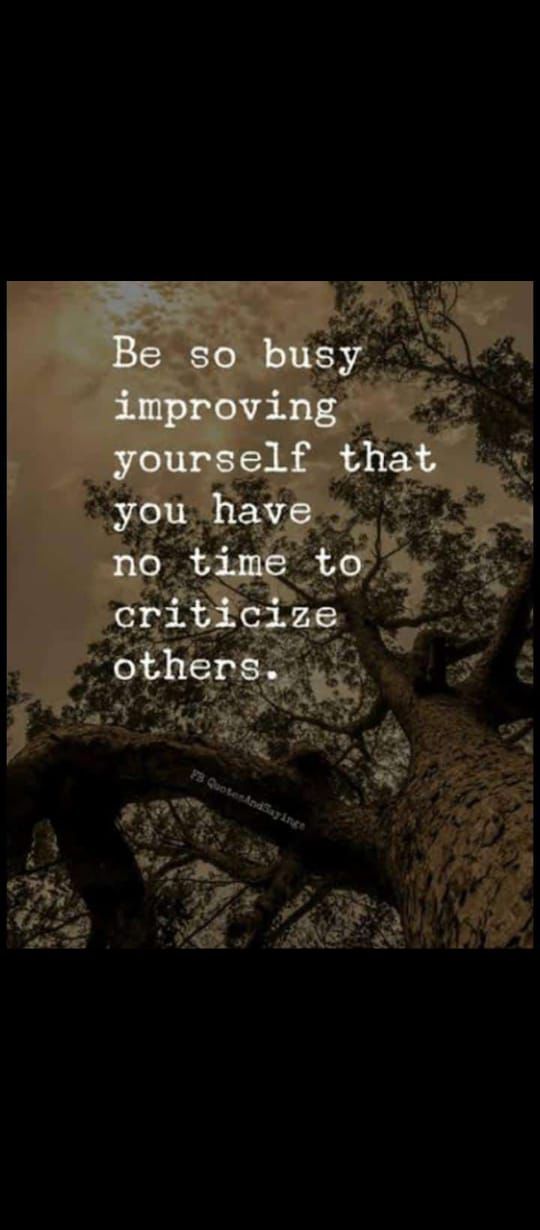 Be so busy
improving
yourself that
you have
no time to
criticize
others.
FB QuotesAndSayings